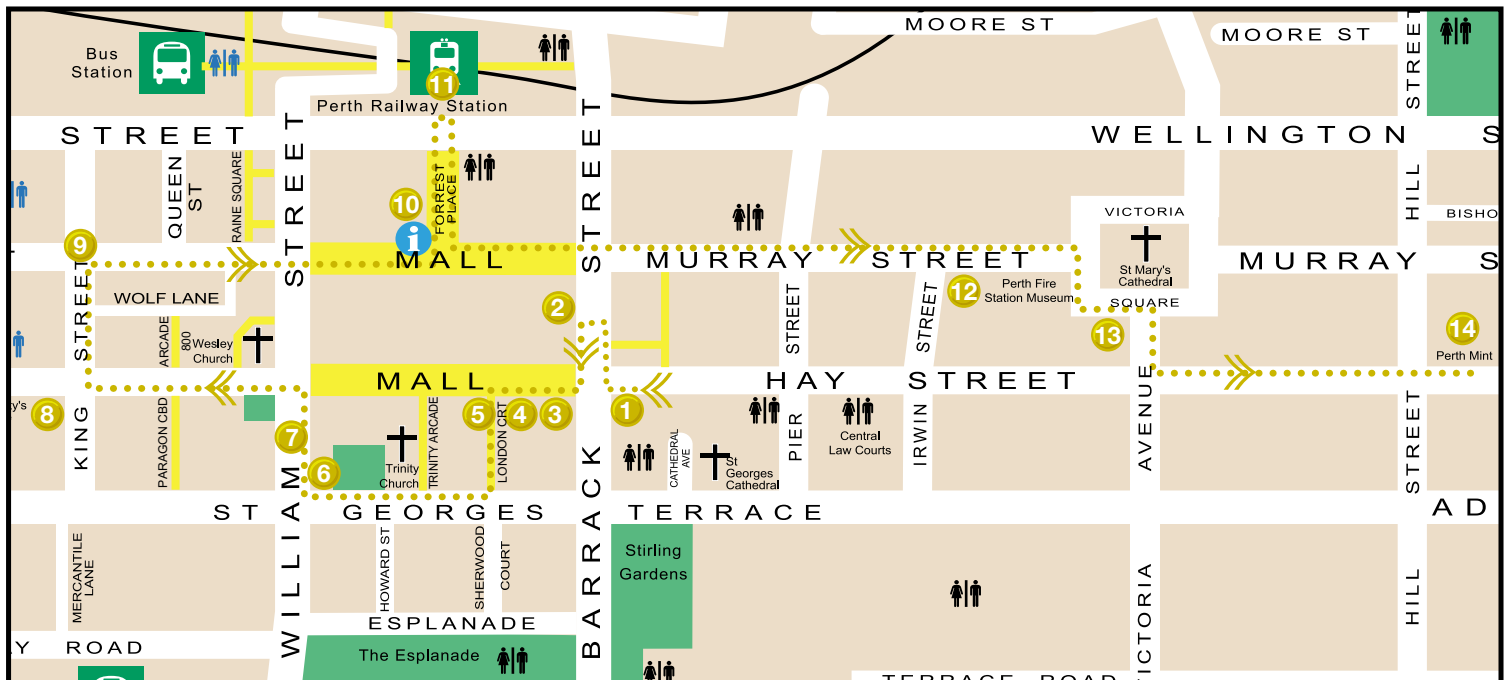 MOORE ST
MOORE ST
STREET
Bus
Station
11
Perth Railway Station
STREET
WELLINGTON
S
STREET
STREET
QUEEN
ST
RAINE SQUARE
FORREST
PLACE
10
i
HILL
VICTORIA
BISHO
9
MALL
MURRAY STREET
MURRAY
S
St Mary's
Cathedral
SQUARE
12
Perth Fire
Station Museum
WOLF LANE
2
13
14
Perth Mint
KING STREET
ARCADE
800
Wesley
Church
STREET
STREET
MALL
HAY STREET
AVENUE
STREET
ry's
8
PARAGON CBD
7
6
Trinity
Church
TRINITY ARCADE
5
LONDON CRT
4
3
1
CATHEDRAL
AVE
St
Georges
Cathedral
PIER
Central
Law Courts
IRWIN
ST GEORGES TERRACE
AD
WILLIAM
BARRACK
MERCANTILE
LANE
HOWARD ST
SHERWOOD
COURT
Stirling
Gardens
VICTORIA
HILL
ESPLANADE
Y ROAD
The Esplanade
TERRACE ROAD